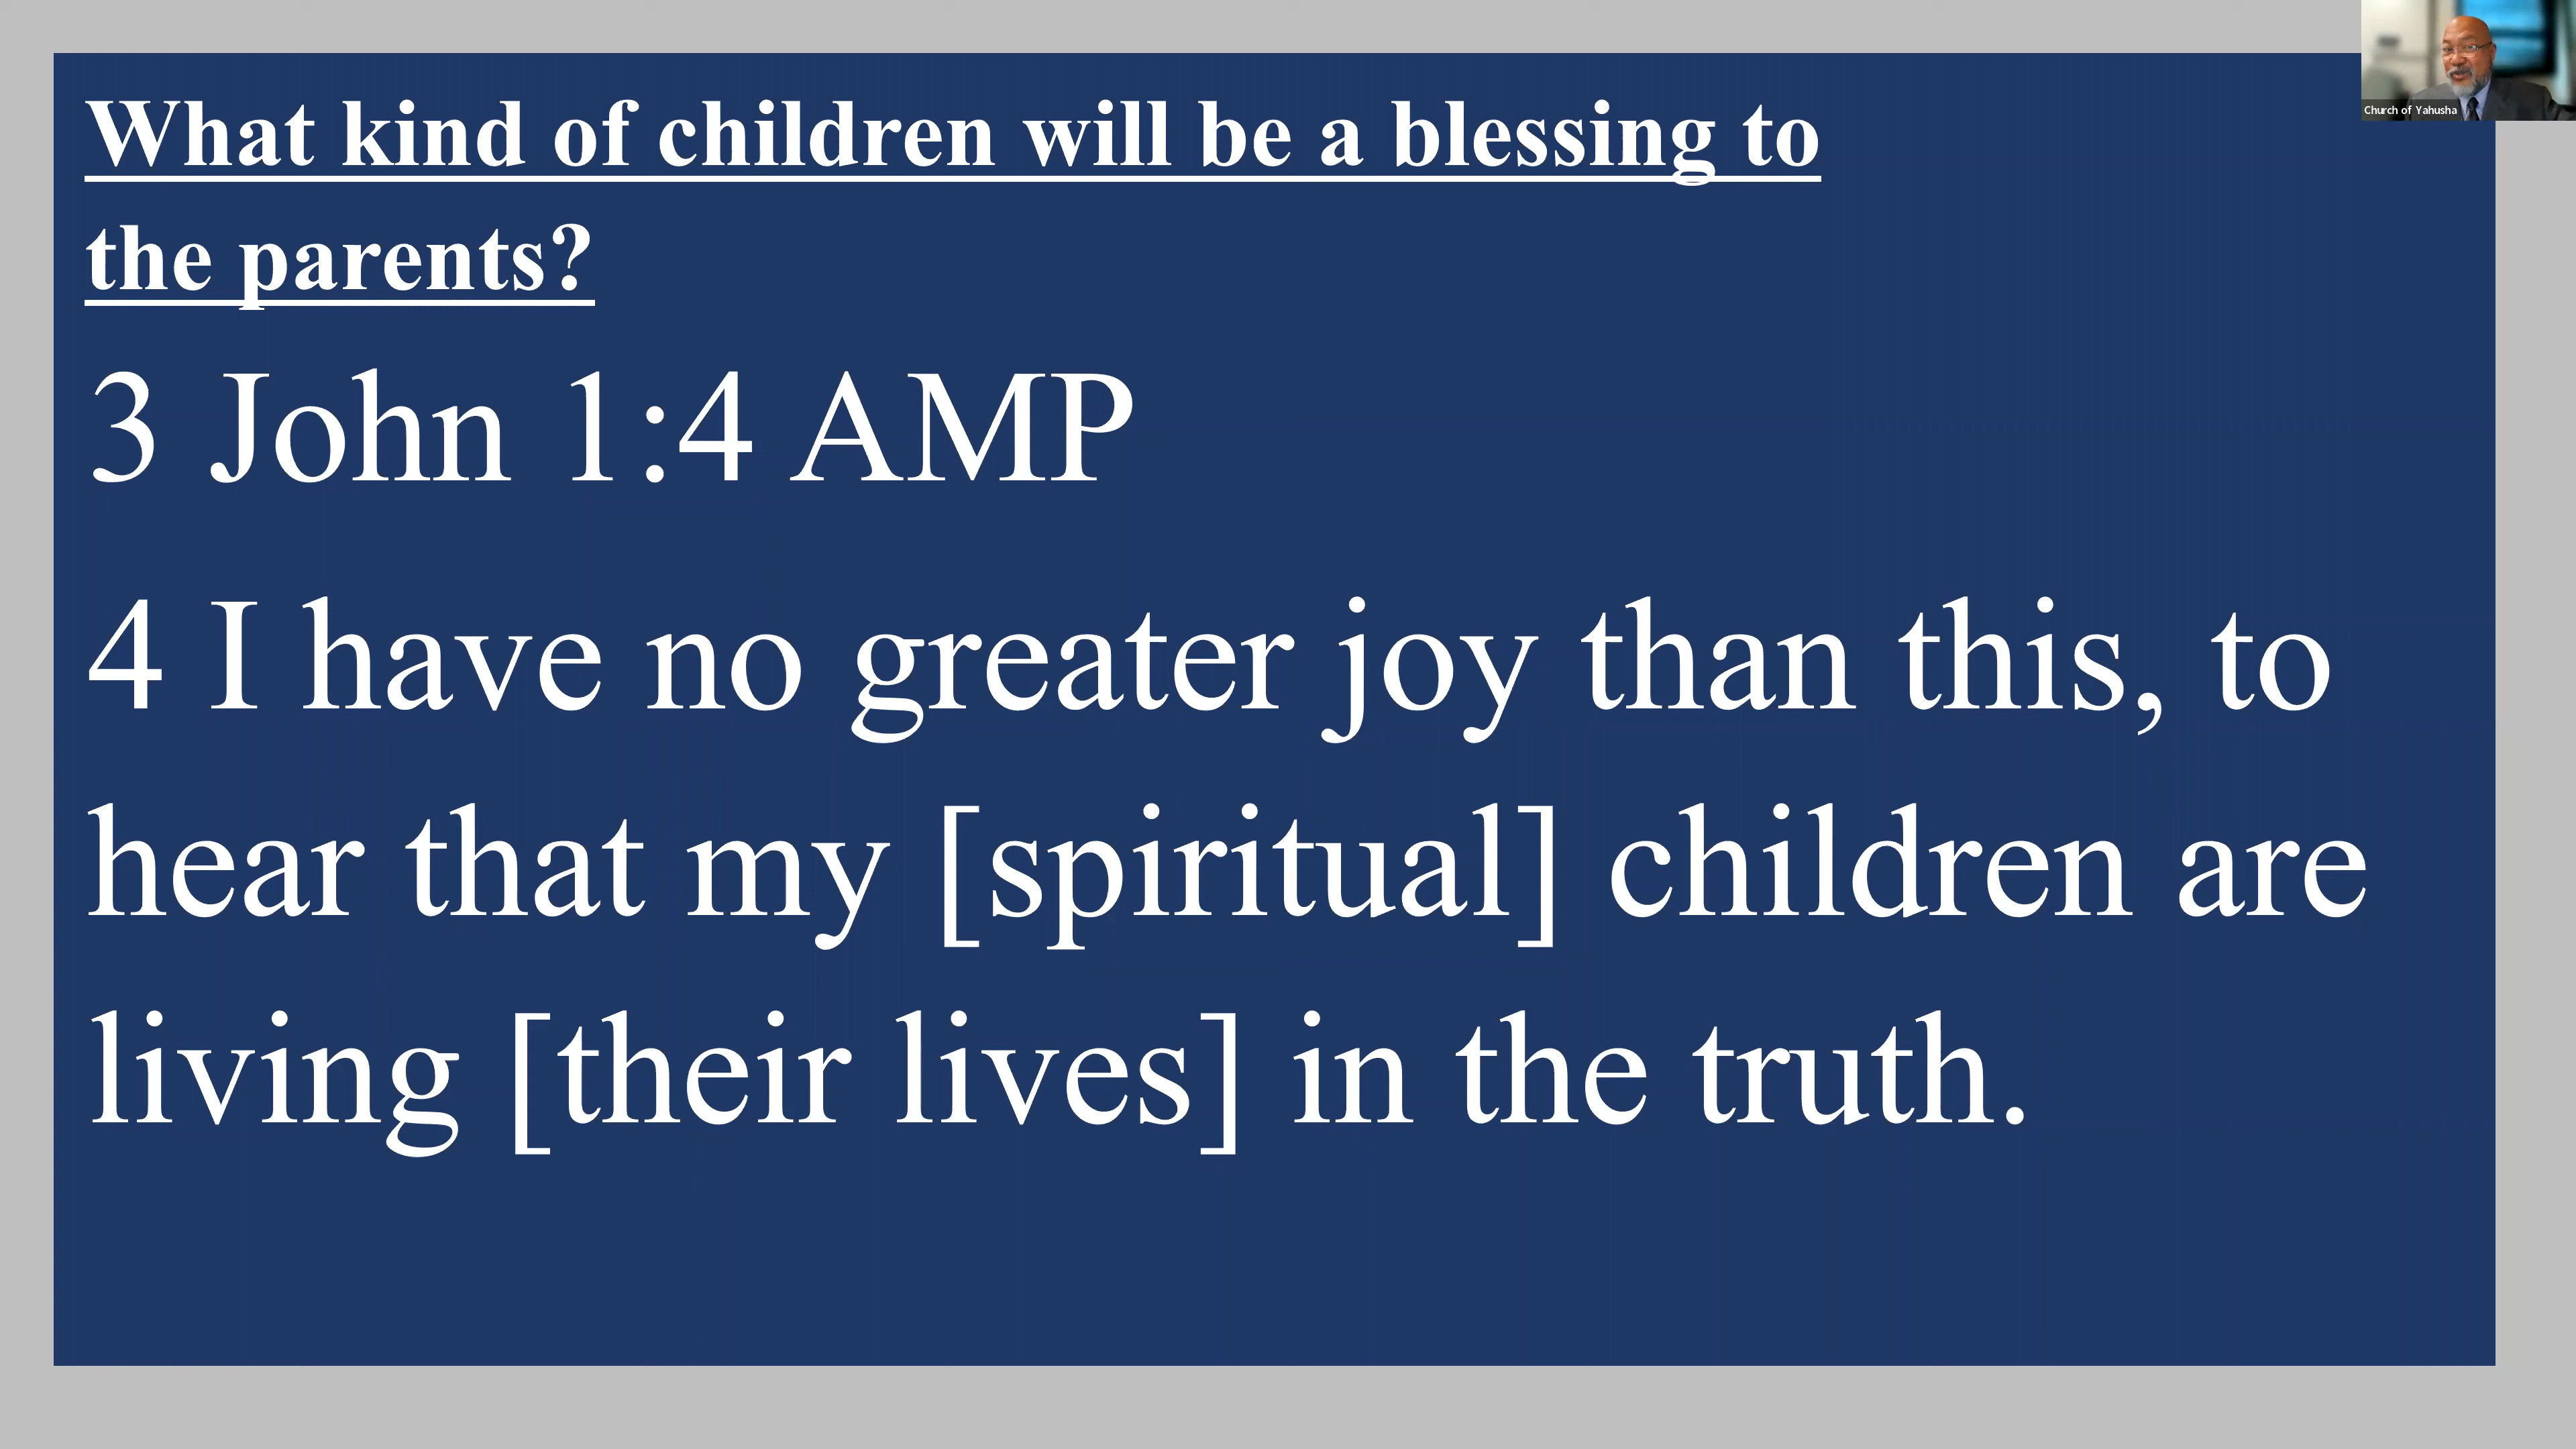 What kind of children will be a blessing to
the parents?
3 John 1:4 AMP
4 I have no greater joy than this, to
hear that my [spiritual] children are
living [their lives] in the truth.
Church of Yahusha